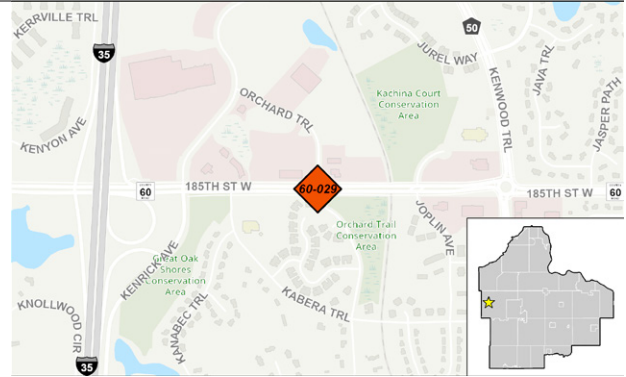 KERRVILLE TRL
35
50
JUREL WAY
JAVA TRL
JASPER PATH
KENWOOD TRL
Kachina Court
Conservation
Area
ORCHARD TRL
KENYON AVE
60
185TH ST W
60-029
185TH ST W
60
Orchard Trail
Conservation
Area
JOPLIN AVE
KENRICK AVE
Great Oak
Shores
Conservation
Area
KNOLLWOOD CIR
KANABEC TRL
KABERA TRL
35